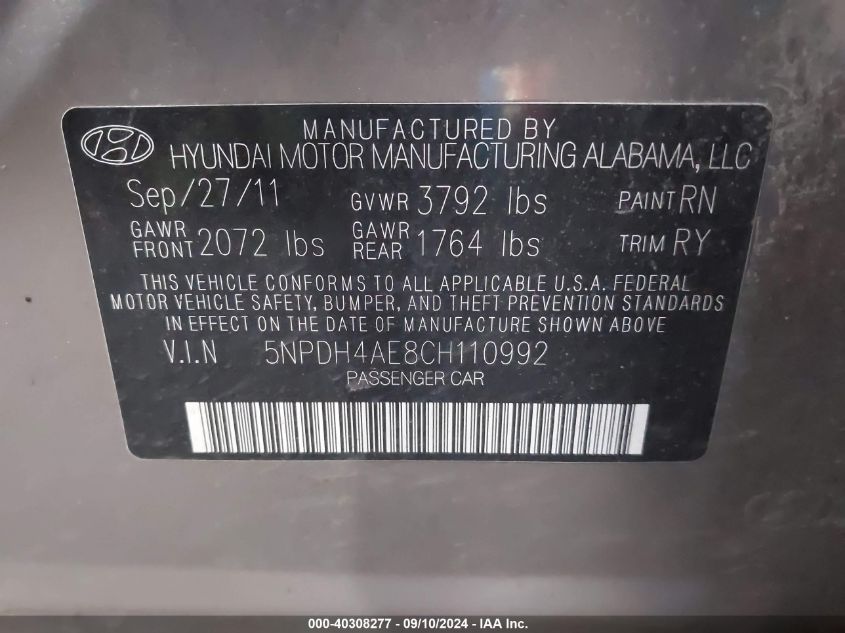 MANUFACTURED BY
HYUNDAI MOTOR MANUFACTURING ALABAMA, LLC
Sep/27/11 GVWR 3792 lbs PAINT RN
GAWR FRONT 2072 lbs GAWR REAR 1764 lbs TRIM RY
THIS VEHICLE CONFORMS TO ALL APPLICABLE U.S.A. FEDERAL
MOTOR VEHICLE SAFETY, BUMPER, AND THEFT PREVENTION STANDARDS
IN EFFECT ON THE DATE OF MANUFACTURE SHOWN ABOVE
V.I.N 5NPDH4AE8CH110992
PASSENGER CAR
000-40308277 - 09/10/2024 - IAA Inc.